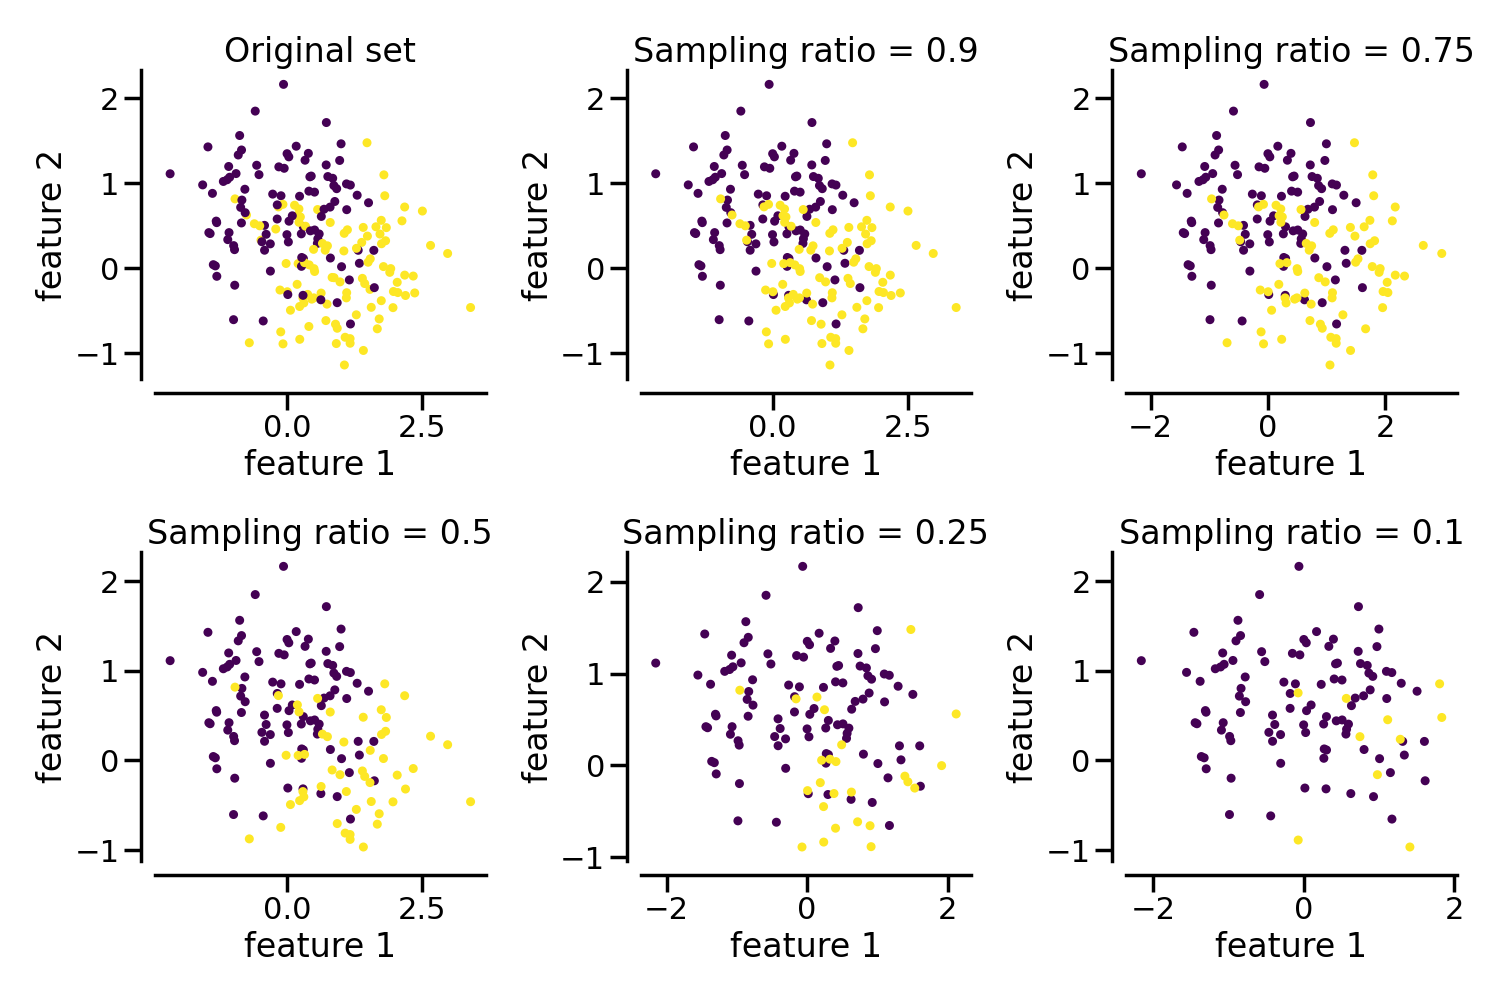 Original set
Sampling ratio = 0.9
Sampling ratio = 0.75
2
1
0
−1
feature 2
0.0
2.5
feature 1
2
1
0
−1
feature 2
0.0
2.5
feature 1
2
1
0
−1
feature 2
−2
0
2
feature 1
Sampling ratio = 0.5
Sampling ratio = 0.25
Sampling ratio = 0.1
2
1
0
−1
feature 2
0.0
2.5
feature 1
2
1
0
−1
feature 2
−2
0
2
feature 1
2
1
0
−1
feature 2
−2
0
2
feature 1